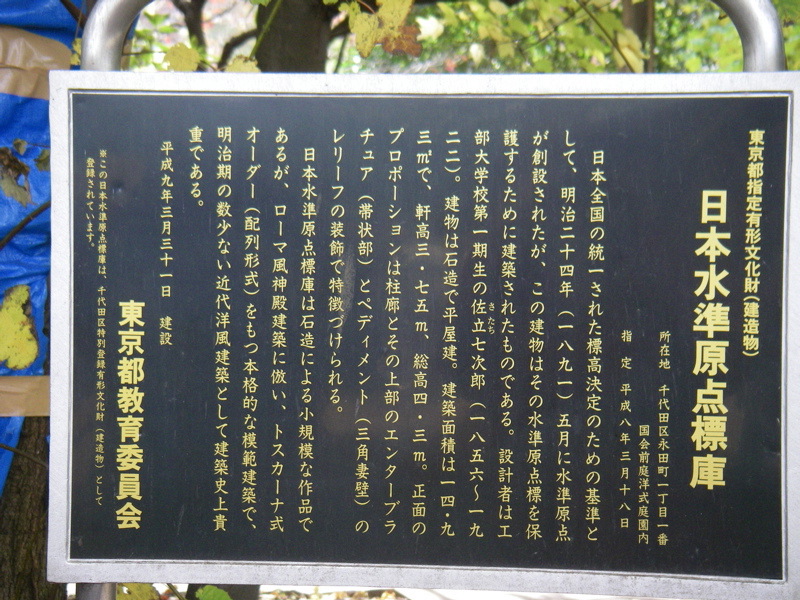 東京都指定有形文化財(建造物)
日本水準原点標庫
所在地 千代田区永田町一丁目一番
国会前庭洋式庭園内
指定 平成八年三月十八日
日本全国の統一された標高決定のための基準と
して、明治二十四年(一八九一)五月に水準原点
が創設されたが、この建物はその水準原点標を保
護するために建築されたものである。設計者は工
部大学校第一期生の佐立七次郎(一八五六〜一九
さたち
二二)。建物は石造で平屋建。建築面積は一四・九
三㎡で、軒高三・七五m、総高四・三m。正面の
プロポーションは柱廊とその上部のエンターブラ
チュア(帯状部)とペディメント(三角妻壁)の
レリーフの装飾で特徴づけられる。
日本水準原点標庫は石造による小規模な作品で
あるが、ローマ風神殿建築に倣い、トスカーナ式
オーダー(配列形式)をもつ本格的な模範建築で、
明治期の数少ない近代洋風建築として建築史上貴
重である。
平成九年三月三十一日 建設
東京都教育委員会
※この日本水準原点標庫は、千代田区特別登録有形文化財(建造物)として
登録されています。